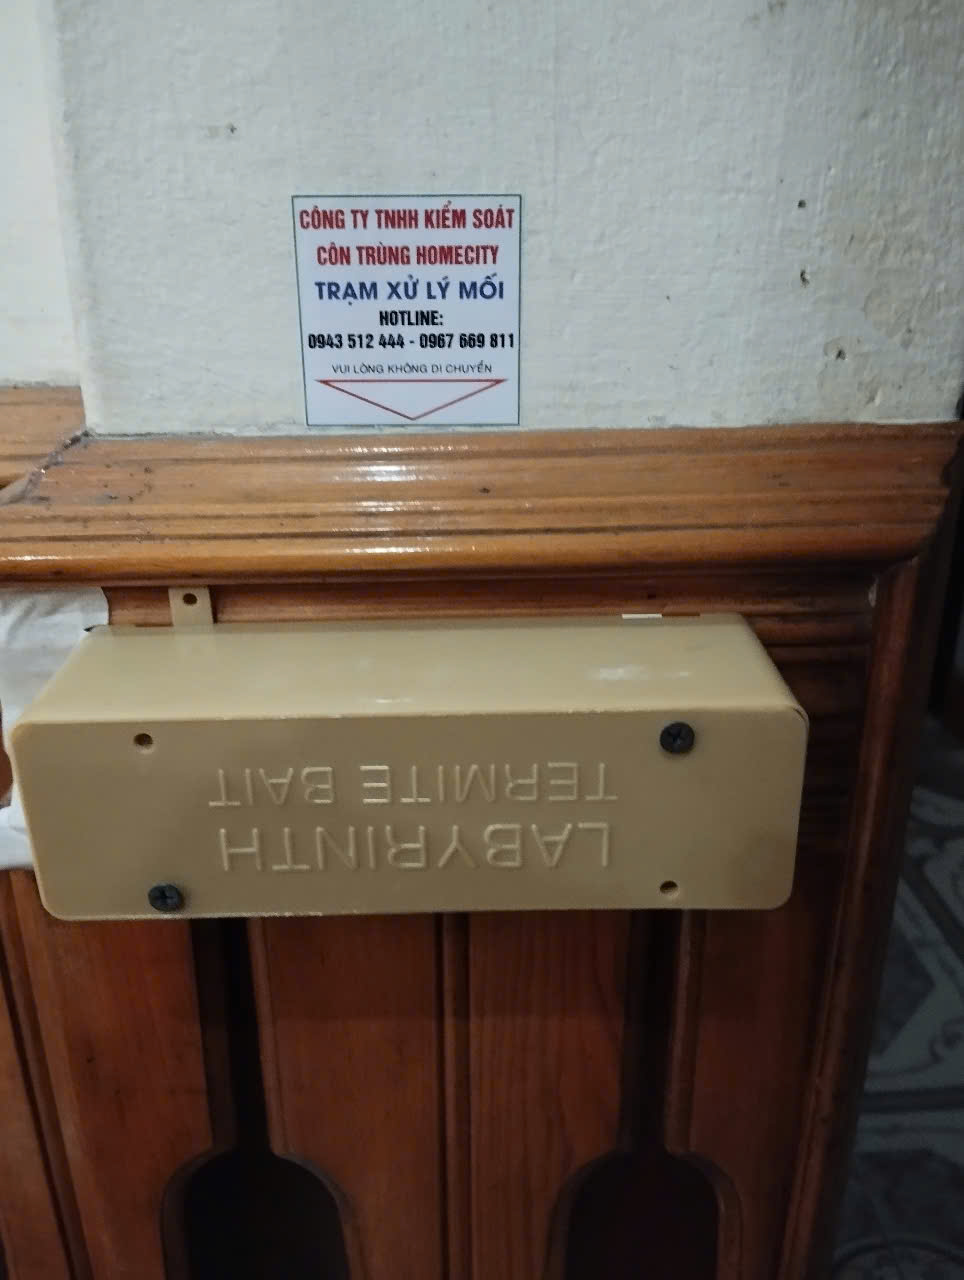 CÔNG TY TNHH KIỂM SOÁT
CÔN TRÙNG HOMECITY
TRẠM XỬ LÝ MỐI
HOTLINE:
0943 512 444 - 0967 669 811
VUI LÒNG KHÔNG DI CHUYỂN
LABYRINTH
TERMITE BAIT